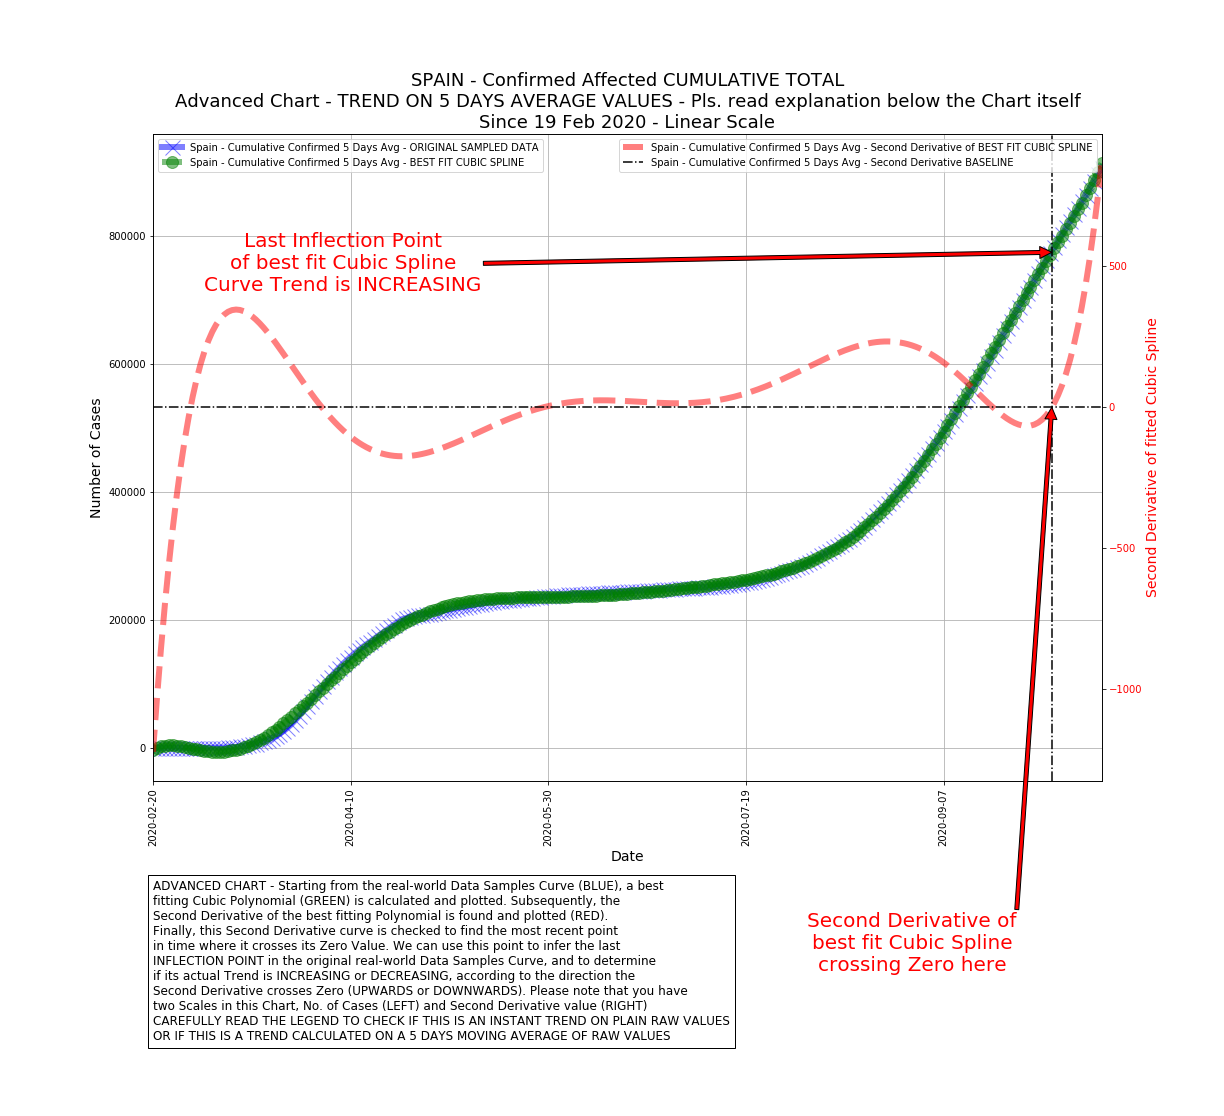 SPAIN - Confirmed Affected CUMULATIVE TOTAL
Advanced Chart - TREND ON 5 DAYS AVERAGE VALUES - Pls. read explanation below the Chart itself
Since 19 Feb 2020 - Linear Scale
Spain - Cumulative Confirmed 5 Days Avg - ORIGINAL SAMPLED DATA
Spain - Cumulative Confirmed 5 Days Avg - BEST FIT CUBIC SPLINE
Spain - Cumulative Confirmed 5 Days Avg - Second Derivative of BEST FIT CUBIC SPLINE
Spain - Cumulative Confirmed 5 Days Avg - Second Derivative BASELINE
Last Inflection Point
of best fit Cubic Spline
Curve Trend is INCREASING
Number of Cases
800000
600000
400000
200000
0
500
0
−500
−1000
Second Derivative of fitted Cubic Spline
2020-02-20
2020-04-10
2020-05-30
2020-07-19
2020-09-07
Date
ADVANCED CHART - Starting from the real-world Data Samples Curve (BLUE), a best
fitting Cubic Polynomial (GREEN) is calculated and plotted. Subsequently, the
Second Derivative of the best fitting Polynomial is found and plotted (RED).
Finally, this Second Derivative curve is checked to find the most recent point
in time where it crosses its Zero Value. We can use this point to infer the last
INFLECTION POINT in the original real-world Data Samples Curve, and to determine
if its actual Trend is INCREASING or DECREASING, according to the direction the
Second Derivative crosses Zero (UPWARDS or DOWNWARDS). Please note that you have
two Scales in this Chart, No. of Cases (LEFT) and Second Derivative value (RIGHT)
CAREFULLY READ THE LEGEND TO CHECK IF THIS IS AN INSTANT TREND ON PLAIN RAW VALUES
OR IF THIS IS A TREND CALCULATED ON A 5 DAYS MOVING AVERAGE OF RAW VALUES
Second Derivative of
best fit Cubic Spline
crossing Zero here